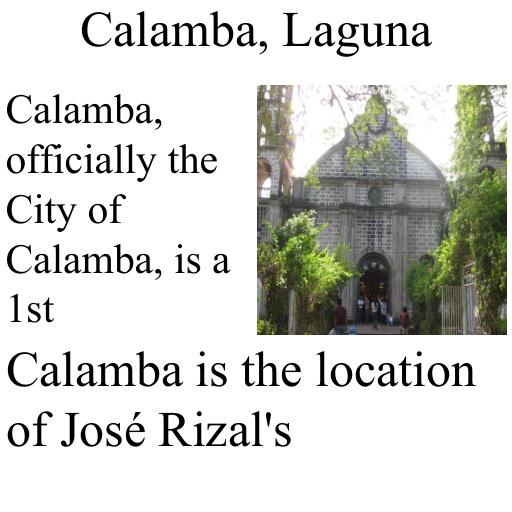 Calamba, Laguna
Calamba,
officially the
City of
Calamba, is a
1st
Calamba is the location
of José Rizal's